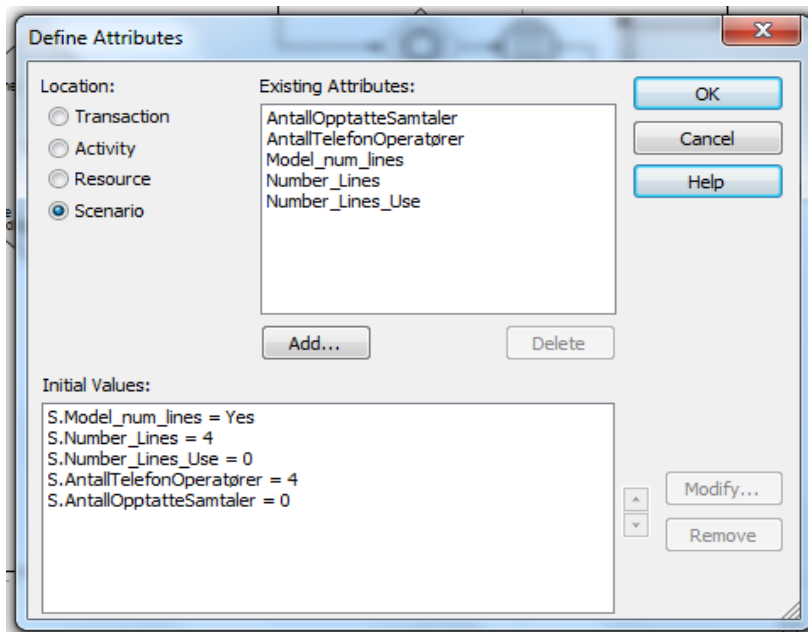 Define Attributes
Location:
Transaction
Activity
Resource
Scenario
Existing Attributes:
AntallOpptatteSamtaler
AntallTelefonOperatører
Model_num_lines
Number_Lines
Number_Lines_Use
OK
Cancel
Help
Add...
Delete
Initial Values:
S.Model_num_lines = Yes
S.Number_Lines = 4
S.Number_Lines_Use = 0
S.AntallTelefonOperatører = 4
S.AntallOpptatteSamtaler = 0
Modify...
Remove